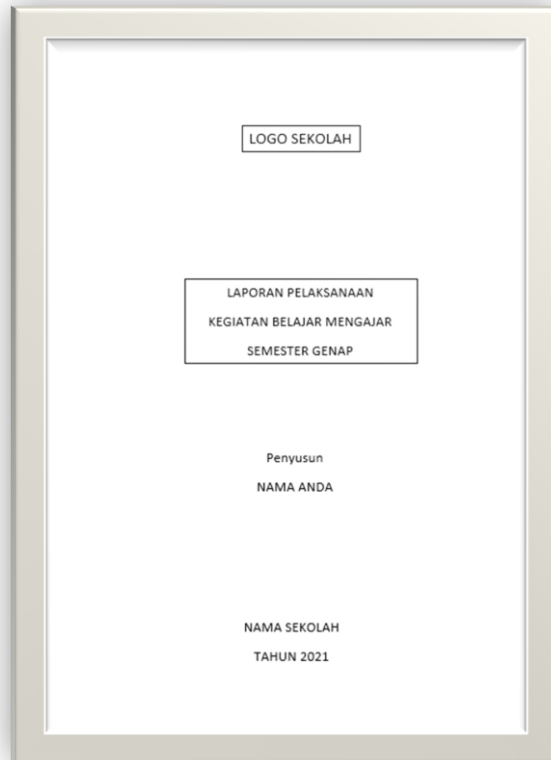 LOGO SEKOLAH
LAPORAN PELAKSANAAN
KEGIATAN BELAJAR MENGAJAR
SEMESTER GENAP
Penyusun
NAMA ANDA
NAMA SEKOLAH
TAHUN 2021